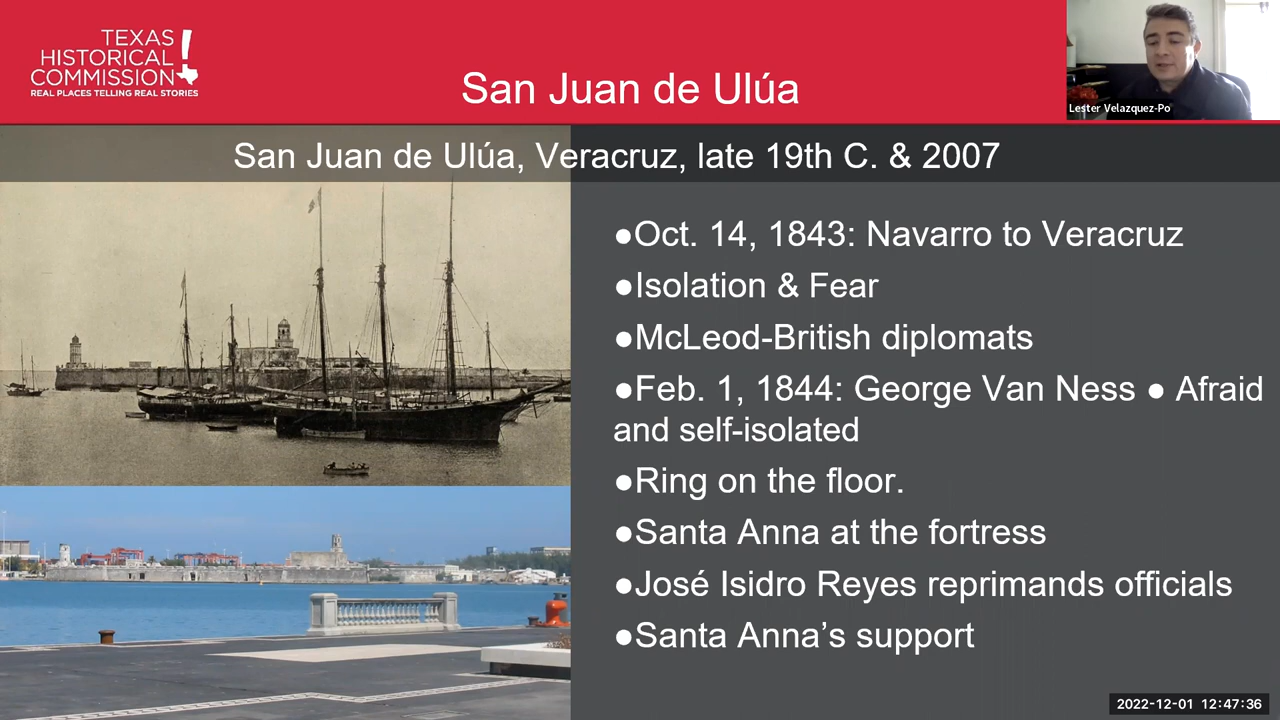 TEXAS
HISTORICAL
COMMISSION
REAL PLACES TELLING REAL STORIES
San Juan de Ulúa
Lester Velazquez-Po
San Juan de Ulúa, Veracruz, late 19th C. & 2007
●Oct. 14, 1843: Navarro to Veracruz
●Isolation & Fear
●McLeod-British diplomats
●Feb. 1, 1844: George Van Ness ● Afraid
and self-isolated
●Ring on the floor.
●Santa Anna at the fortress
●José Isidro Reyes reprimands officials
●Santa Anna’s support
2022-12-01 12:47:36